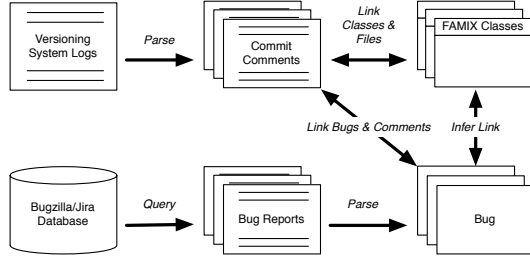 Versioning
System Logs
Parse
Commit
Comments
Link
Classes &
Files
FAMIX Classes
Link Bugs & Comments
Infer Link
Bugzilla/Jira
Database
Query
Bug Reports
Parse
Bug